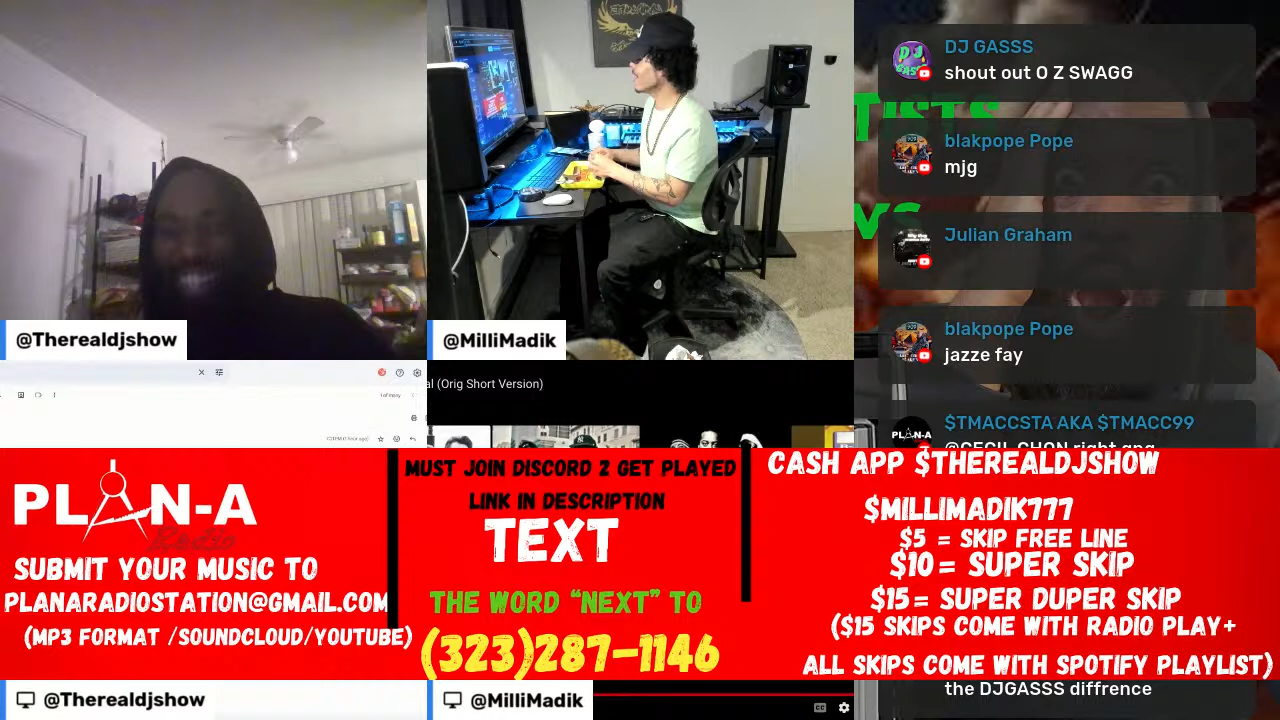 @Therealdjshow
@MilliMadik
DJ GASSS
shout out O Z SWAGG
blakpope Pope
mjg
Julian Graham
blakpope Pope
jazze fay
$TMACCSTA AKA $TMACC99
al (Orig Short Version)
PLAN-A
Radio
SUBMIT YOUR MUSIC TO
PLANARADIOSTATION@GMAIL.COM
(MP3 FORMAT /SOUNDCLOUD/YOUTUBE)
MUST JOIN DISCORD 2 GET PLAYED
LINK IN DESCRIPTION
TEXT
THE WORD “NEXT” TO
(323)287-1146
CASH APP $THEREALDJSHOW
$MILLIMADIK777
$5 = SKIP FREE LINE
$10 = SUPER SKIP
$15= SUPER DUPER SKIP
($15 SKIPS COME WITH RADIO PLAY+
ALL SKIPS COME WITH SPOTIFY PLAYLIST)
@Therealdjshow
@MilliMadik
the DJGASSS diffrence